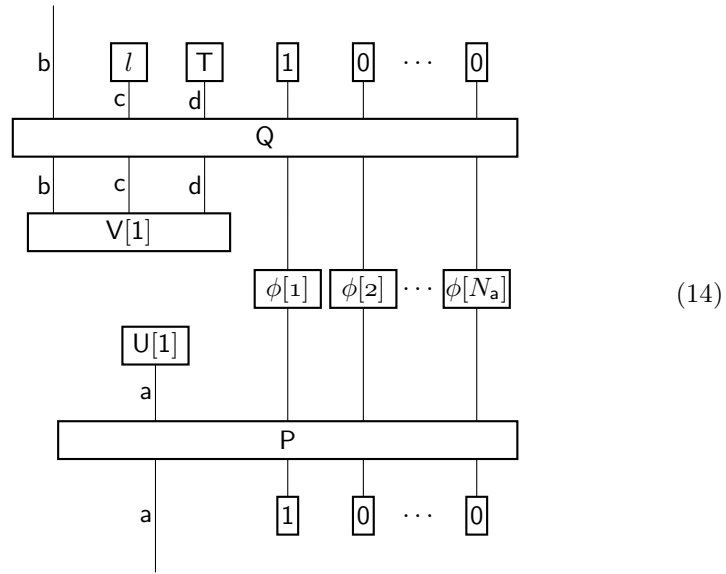 b l T 1 0 ⋯ 0
c d
Q
b c d
V[1]
ϕ[1] ϕ[2] ⋯ ϕ[Nₐ] (14)
U[1]
a
P
a 1 0 ⋯ 0